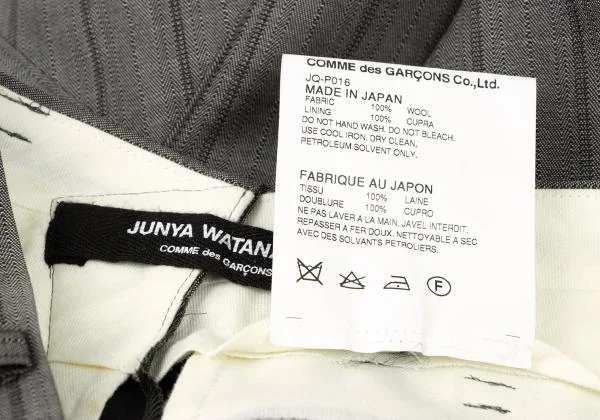 COMME des GARÇONS Co.,Ltd.
JQ-P016
MADE IN JAPAN
FABRIC 100% WOOL
LINING 100% CUPRA
DO NOT HAND WASH. DO NOT BLEACH.
USE COOL IRON. DRY CLEAN,
PETROLEUM SOLVENT ONLY.
FABRIQUE AU JAPON
TISSU 100% LAINE
DOUBLURE 100% CUPRO
NE PAS LAVER A LA MAIN. JAVEL INTERDIT.
REPASSER A FER DOUX. NETTOYABLE A SEC
AVEC DES SOLVANTS PETROLIERS.
F
JUNYA WATAN
COMME des GARÇONS